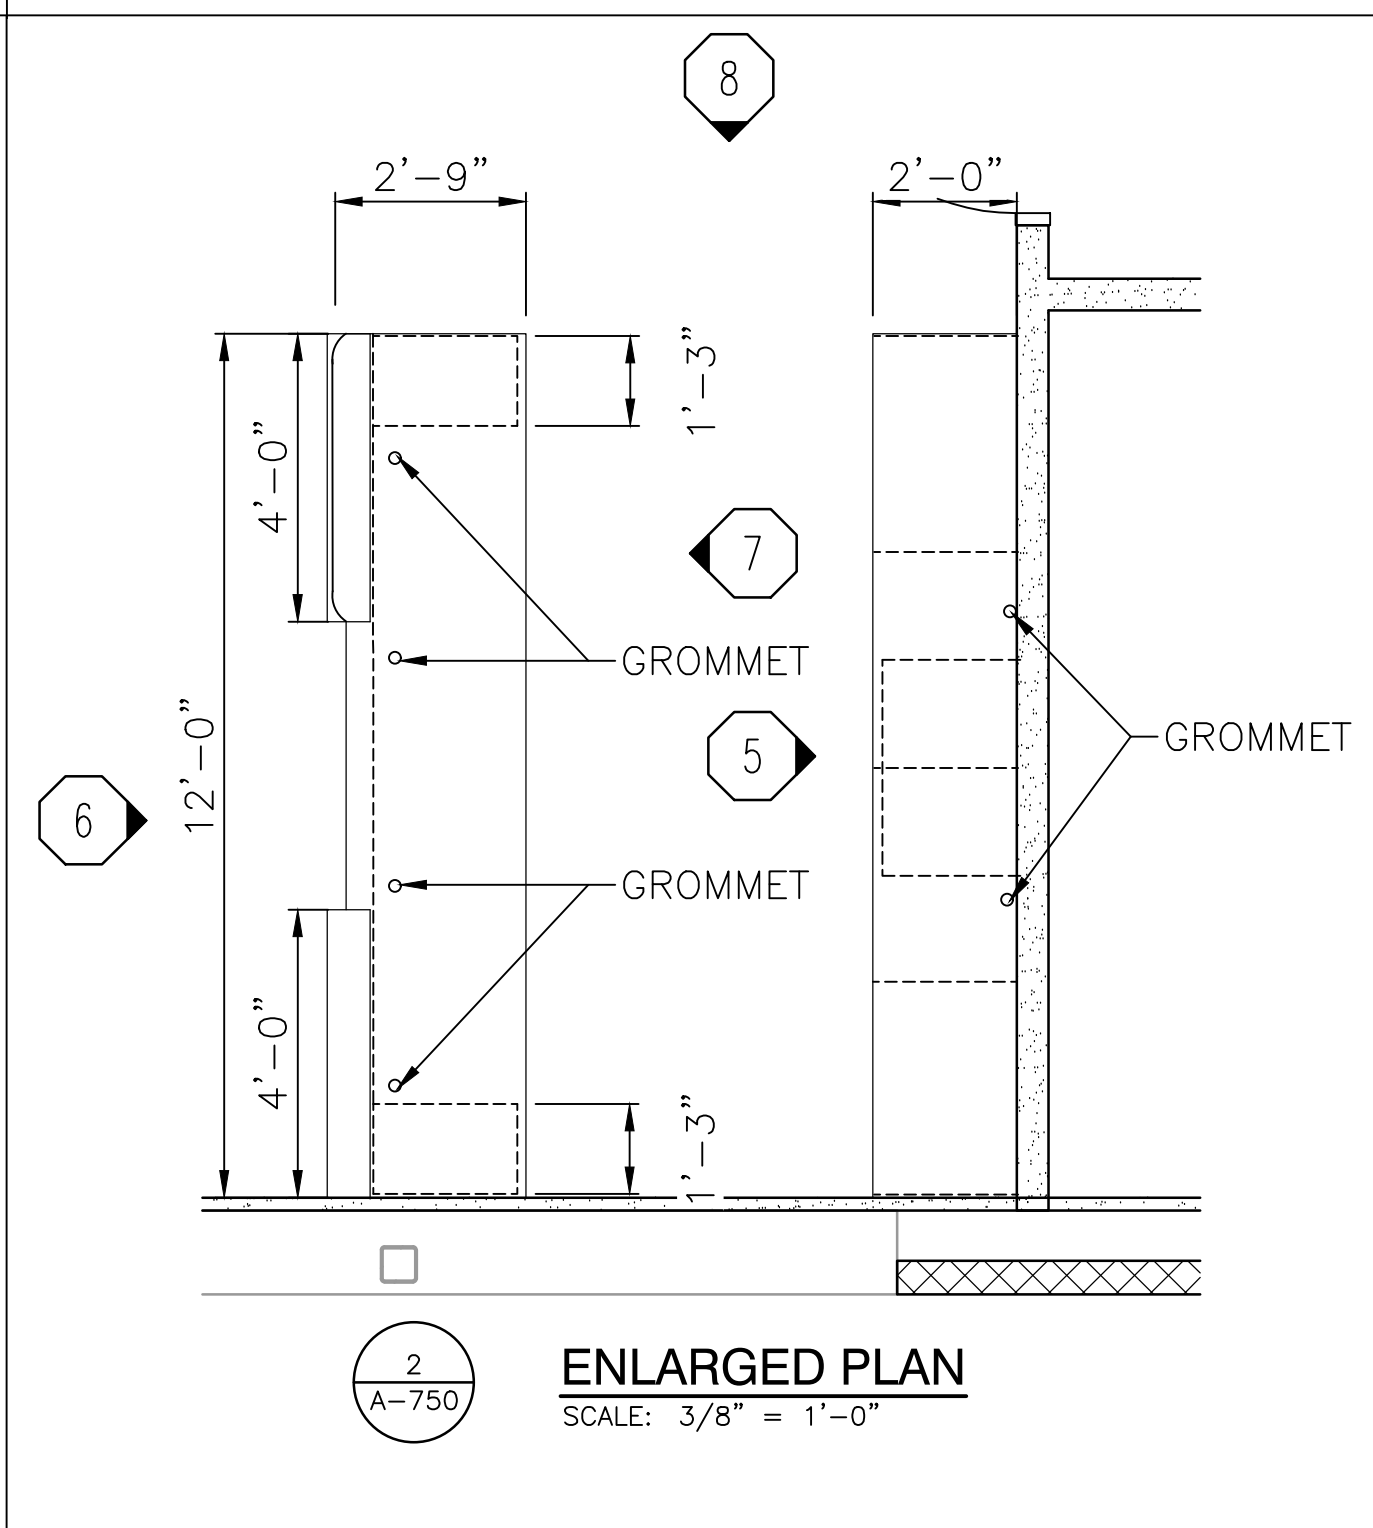 8
2'-9"
2'-0"
1'-3"
4'-0"
7
GROMMET
GROMMET
12'-0"
5
6
GROMMET
4'-0"
1'-3"
2
A-750
ENLARGED PLAN
SCALE: 3/8" = 1'-0"